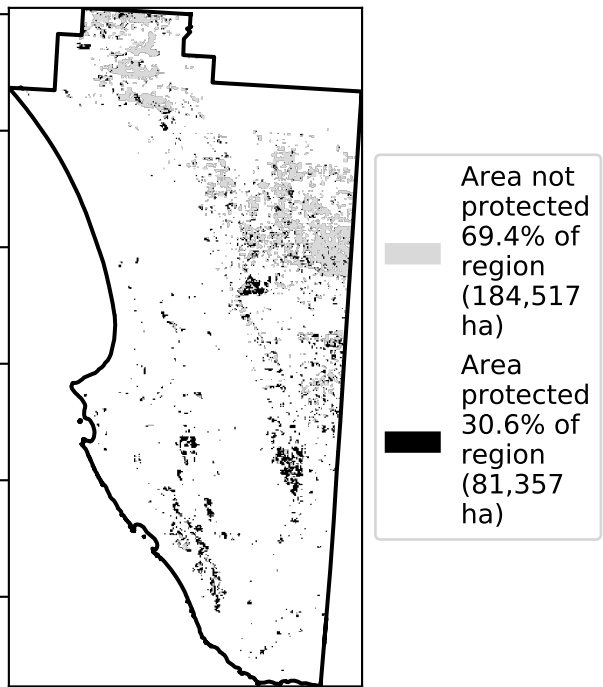 Area not
protected
69.4% of
region
(184,517
ha)
Area
protected
30.6% of
region
(81,357
ha)